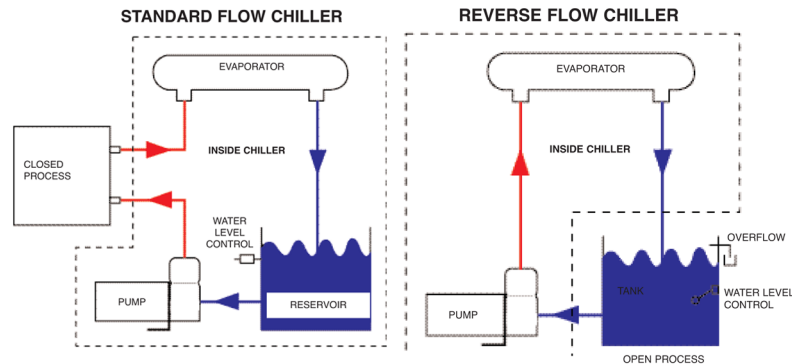 STANDARD FLOW CHILLER
EVAPORATOR
INSIDE CHILLER
CLOSED
PROCESS
WATER
LEVEL
CONTROL
PUMP
RESERVOIR
REVERSE FLOW CHILLER
EVAPORATOR
INSIDE CHILLER
OVERFLOW
TANK
WATER LEVEL
CONTROL
PUMP
OPEN PROCESS